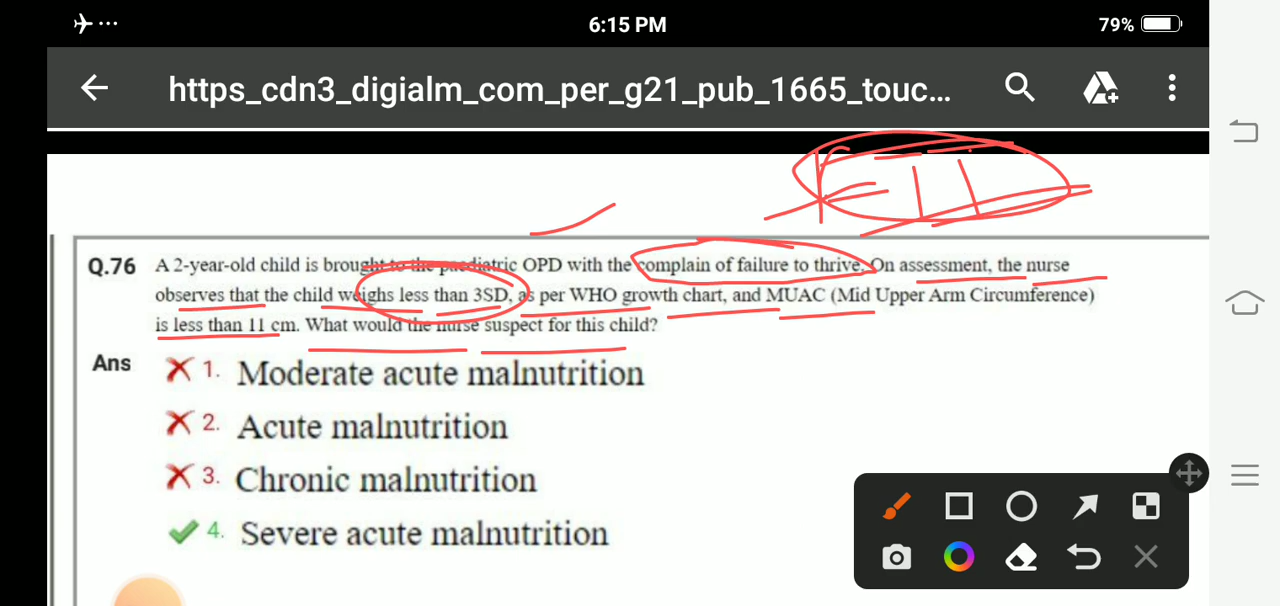 6:15 PM
79%
https_cdn3_digialm_com_per_g21_pub_1665_touc...
Q.76 A 2-year-old child is brought to the paediatric OPD with the complain of failure to thrive. On assessment, the nurse
observes that the child weighs less than 3SD, as per WHO growth chart, and MUAC (Mid Upper Arm Circumference)
is less than 11 cm. What would the nurse suspect for this child?
Ans 1. Moderate acute malnutrition
2. Acute malnutrition
3. Chronic malnutrition
4. Severe acute malnutrition